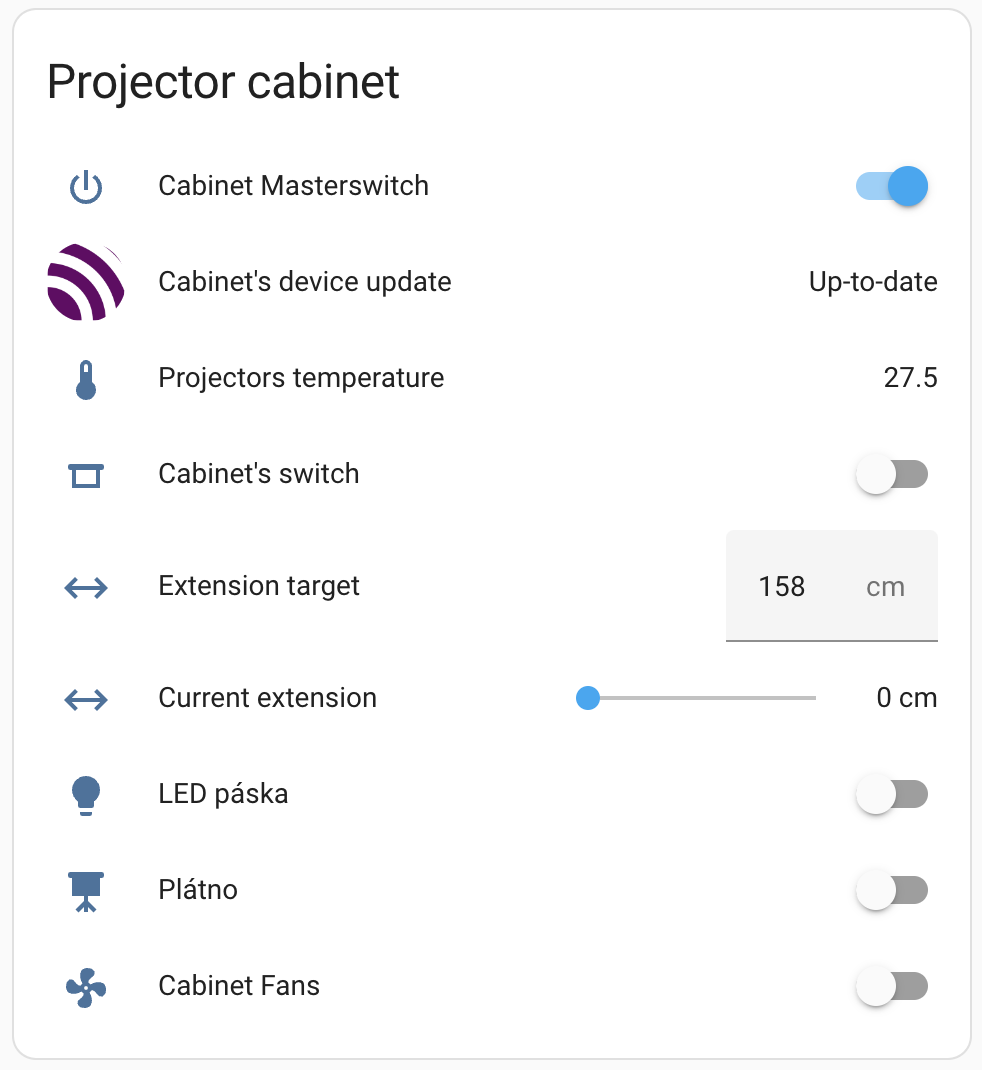 Projector cabinet
Cabinet Masterswitch
Cabinet's device update Up-to-date
Projectors temperature 27.5
Cabinet's switch
Extension target 158 cm
Current extension 0 cm
LED páska
Plátno
Cabinet Fans